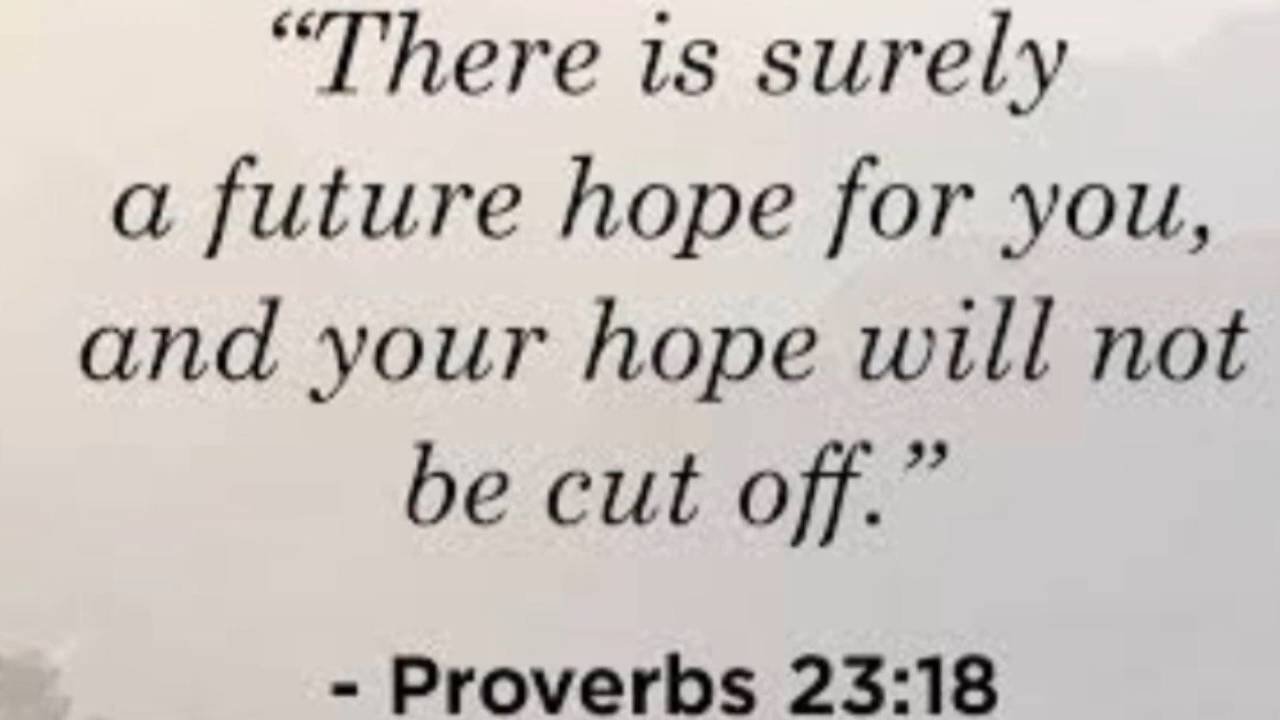 “There is surely
a future hope for you,
and your hope will not
be cut off.”
- Proverbs 23:18